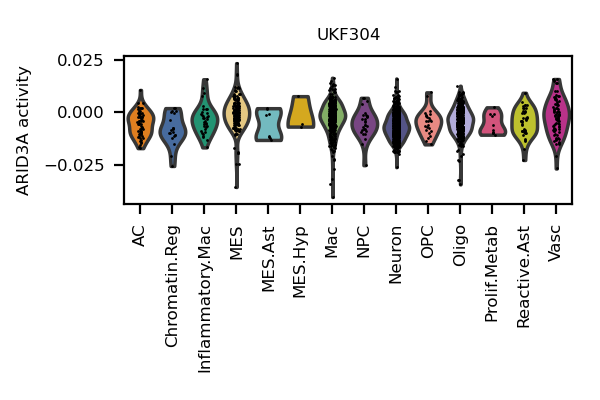 UKF304
ARID3A activity
0.025
0.000
−0.025
AC
Chromatin.Reg
Inflammatory.Mac
MES
MES.Ast
MES.Hyp
Mac
NPC
Neuron
OPC
Oligo
Prolif.Metab
Reactive.Ast
Vasc